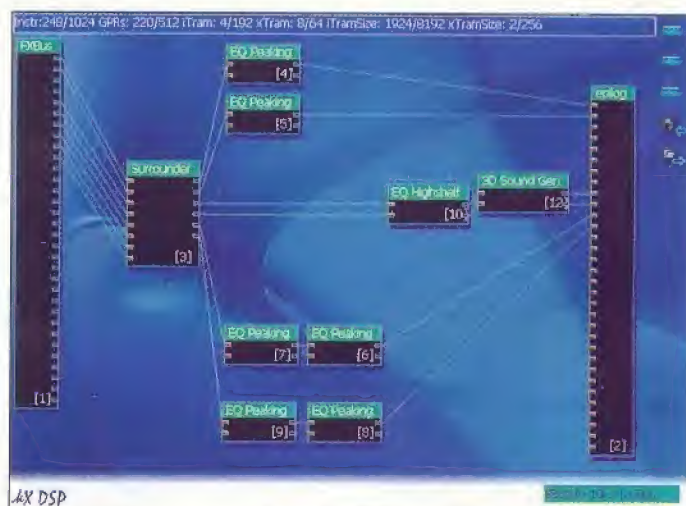 Instr:248/1024 GPRs: 220/512 iTram: 4/192 xTram: 8/64 iTramSize: 1924/8192 xTramSize: 2/256
FXBus
[1]
Surrounder
[3]
EQ Peaking
[4]
EQ Peaking
[5]
EQ Highshelf
[10]
3D Sound Gen
[12]
epilog
[2]
EQ Peaking
[7]
EQ Peaking
[6]
EQ Peaking
[9]
EQ Peaking
[8]
kX DSP